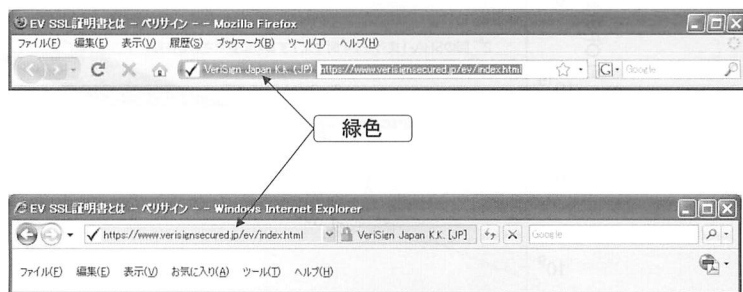 EV SSL証明書とは - ベリサイン - - Mozilla Firefox
ファイル(F) 編集(E) 表示(V) 履歴(S) ブックマーク(B) ツール(T) ヘルプ(H)
VeriSign Japan K.K. (JP) https://www.verisignsecured.jp/ev/index.html G Google
緑色
EV SSL証明書とは - ベリサイン - - Windows Internet Explorer
https://www.verisignsecured.jp/ev/index.html VeriSign Japan K.K. [JP] Google
ファイル(F) 編集(E) 表示(V) お気に入り(A) ツール(T) ヘルプ(H)